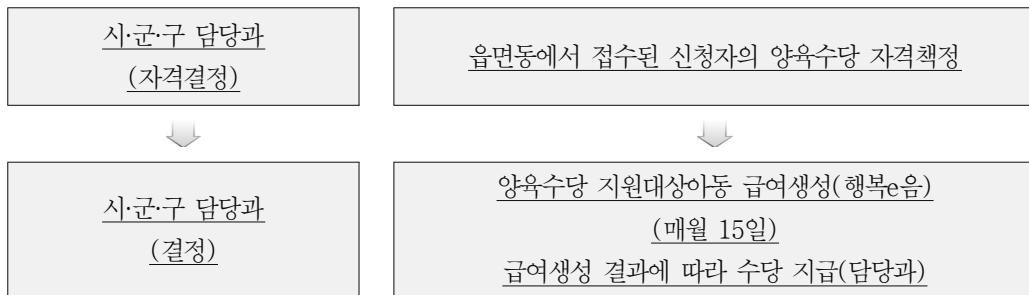 시·군·구 담당과
(자격결정)
읍면동에서 접수된 신청자의 양육수당 자격책정
시·군·구 담당과
(결정)
양육수당 지원대상아동 급여생성(행복e음)
(매월 15일)
급여생성 결과에 따라 수당 지급(담당과)